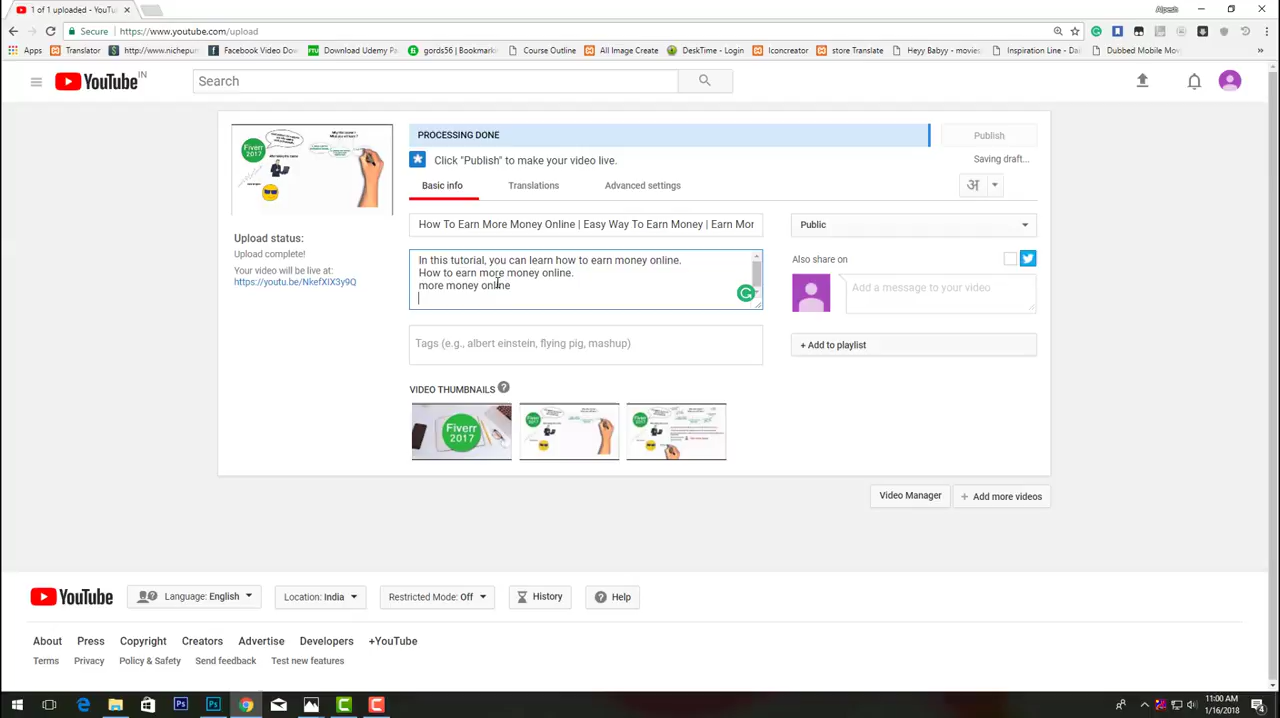 1 of 1 uploaded - YouTu
Alpesh
Secure
https://www.youtube.com/upload
Apps
Translator
http://www.nichepum
Facebook Video Dow
Download Udemy Pa
gords56 | Bookmark
Course Outline
All Image Create
DeskTime - Login
Iconcreator
store Translate
Heyy Babyy - movies
Inspiration Line - Dai
Dubbed Mobile Mov
»
YouTube IN
Search
PROCESSING DONE
Publish
Click "Publish" to make your video live.
Saving draft...
Basic info
Translations
Advanced settings
अ
Upload status:
Upload complete!
Your video will be live at:
https://youtu.be/NkefXIX3y9Q
How To Earn More Money Online | Easy Way To Earn Money | Earn Mor
In this tutorial, you can learn how to earn money online.
How to earn more money online.
more money online
Tags (e.g., albert einstein, flying pig, mashup)
Public
Also share on
Add a message to your video
+ Add to playlist
VIDEO THUMBNAILS ?
Fiverr
2017
Fiverr
2017
Video Manager
+ Add more videos
YouTube
Language: English
Location: India
Restricted Mode: Off
History
Help
About
Press
Copyright
Creators
Advertise
Developers
+YouTube
Terms
Privacy
Policy & Safety
Send feedback
Test new features
11:00 AM
1/16/2018